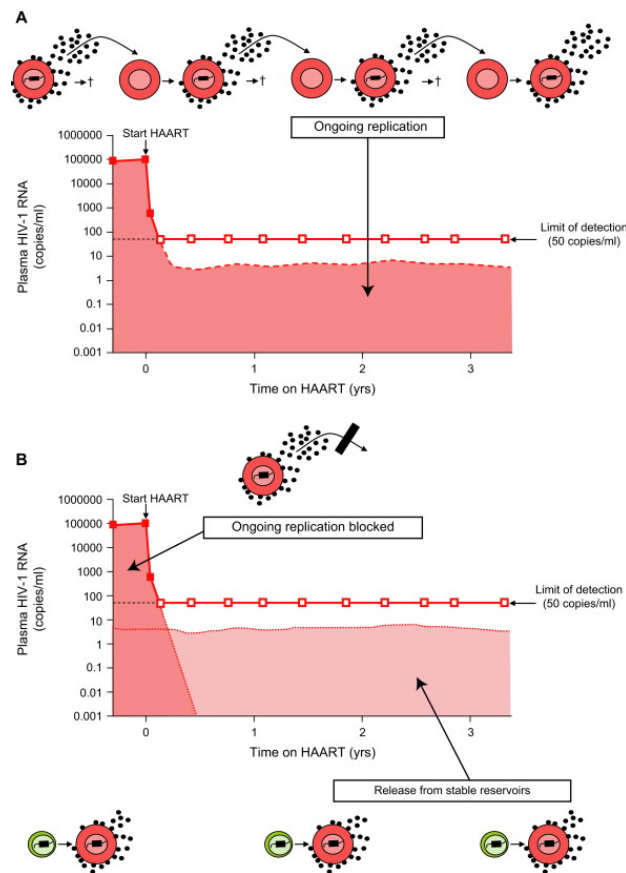 A
†
†
†
Ongoing replication
Start HAART
1000000
100000
10000
1000
100
10
1
0.1
0.01
0.001
Plasma HIV-1 RNA
(copies/ml)
Limit of detection
(50 copies/ml)
0
1
2
3
Time on HAART (yrs)
B
Start HAART
Ongoing replication blocked
1000000
100000
10000
1000
100
10
1
0.1
0.01
0.001
Plasma HIV-1 RNA
(copies/ml)
Limit of detection
(50 copies/ml)
0
1
2
3
Time on HAART (yrs)
Release from stable reservoirs